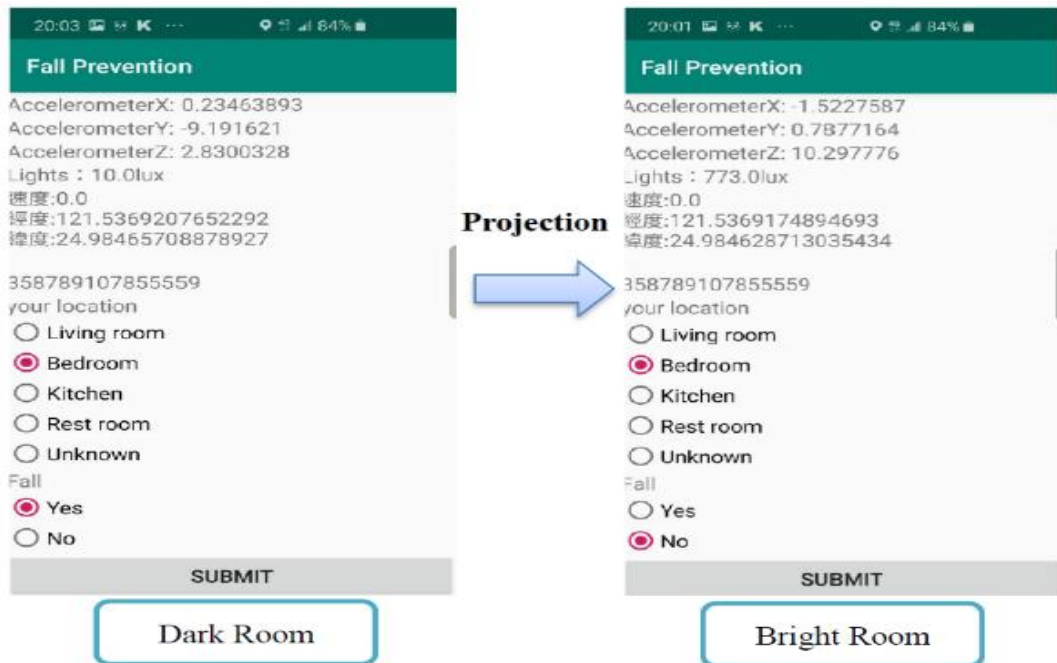 20:03 K ··· 84%
Fall Prevention
AccelerometerX: 0.23463893
AccelerometerY: -9.191621
AccelerometerZ: 2.8300328
Lights：10.0lux
速度:0.0
經度:121.5369207652292
緯度:24.98465708878927
358789107855559
your location
Living room
Bedroom
Kitchen
Rest room
Unknown
Fall
Yes
No
SUBMIT
Dark Room
Projection
20:01 K ··· 84%
Fall Prevention
AccelerometerX: -1.5227587
AccelerometerY: 0.7877164
AccelerometerZ: 10.297776
Lights：773.0lux
速度:0.0
經度:121.5369174894693
緯度:24.984628713035434
358789107855559
your location
Living room
Bedroom
Kitchen
Rest room
Unknown
Fall
Yes
No
SUBMIT
Bright Room